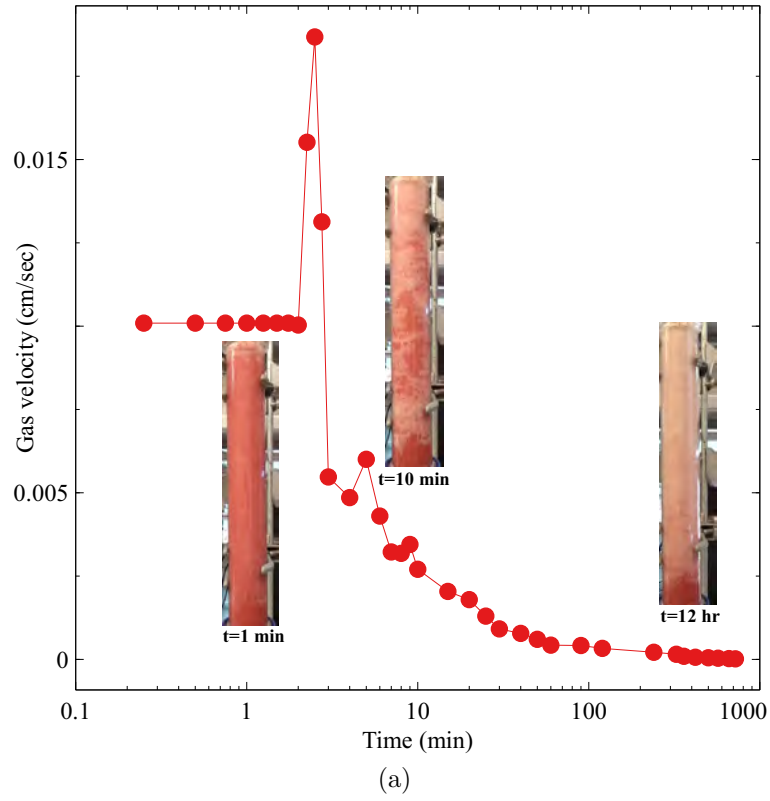 0.015
0.005
0
Gas velocity (cm/sec)
t=1 min
t=10 min
t=12 hr
0.1
1
10
100
1000
Time (min)
(a)